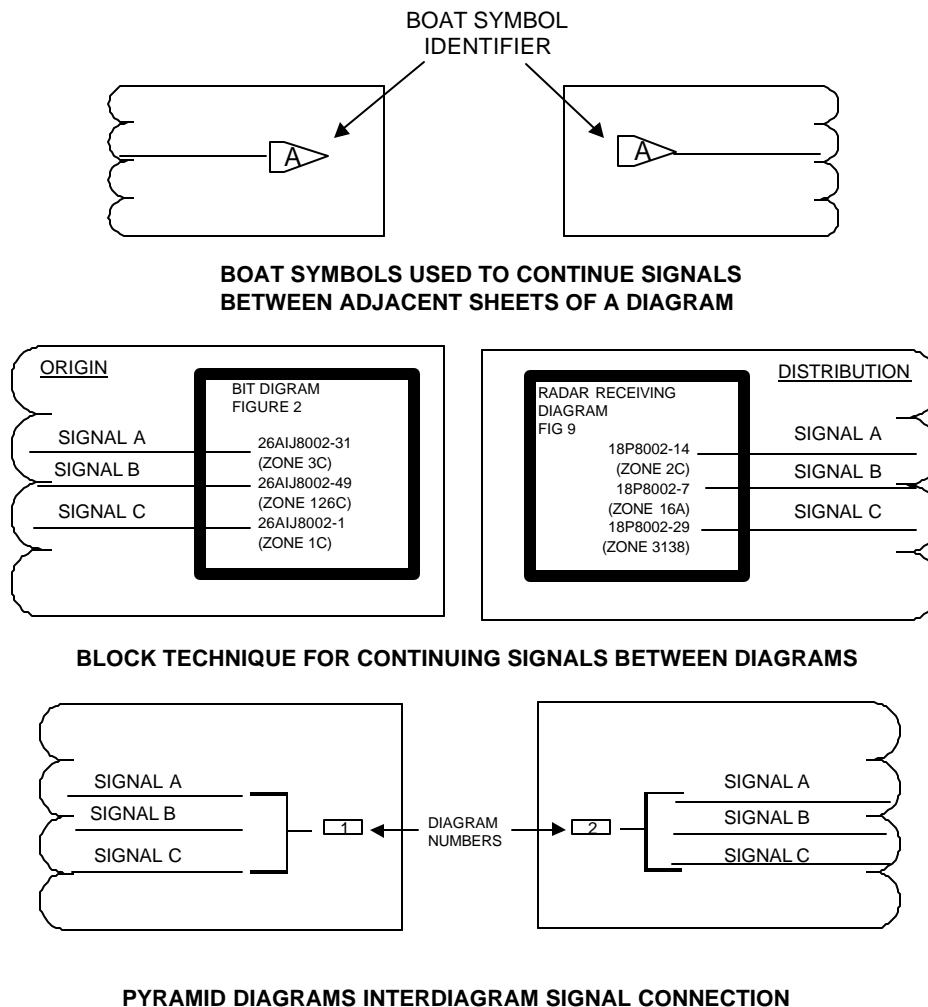 BOAT SYMBOL
IDENTIFIER
A
A
BOAT SYMBOLS USED TO CONTINUE SIGNALS
BETWEEN ADJACENT SHEETS OF A DIAGRAM
ORIGIN
BIT DIGRAM
FIGURE 2
SIGNAL A
26AIJ8002-31
(ZONE 3C)
SIGNAL B
26AIJ8002-49
(ZONE 126C)
SIGNAL C
26AIJ8002-1
(ZONE 1C)
DISTRIBUTION
RADAR RECEIVING
DIAGRAM
FIG 9
18P8002-14
SIGNAL A
(ZONE 2C)
18P8002-7
SIGNAL B
(ZONE 16A)
18P8002-29
SIGNAL C
(ZONE 3138)
BLOCK TECHNIQUE FOR CONTINUING SIGNALS BETWEEN DIAGRAMS
SIGNAL A
SIGNAL B
SIGNAL C
1
DIAGRAM
NUMBERS
2
SIGNAL A
SIGNAL B
SIGNAL C
PYRAMID DIAGRAMS INTERDIAGRAM SIGNAL CONNECTION